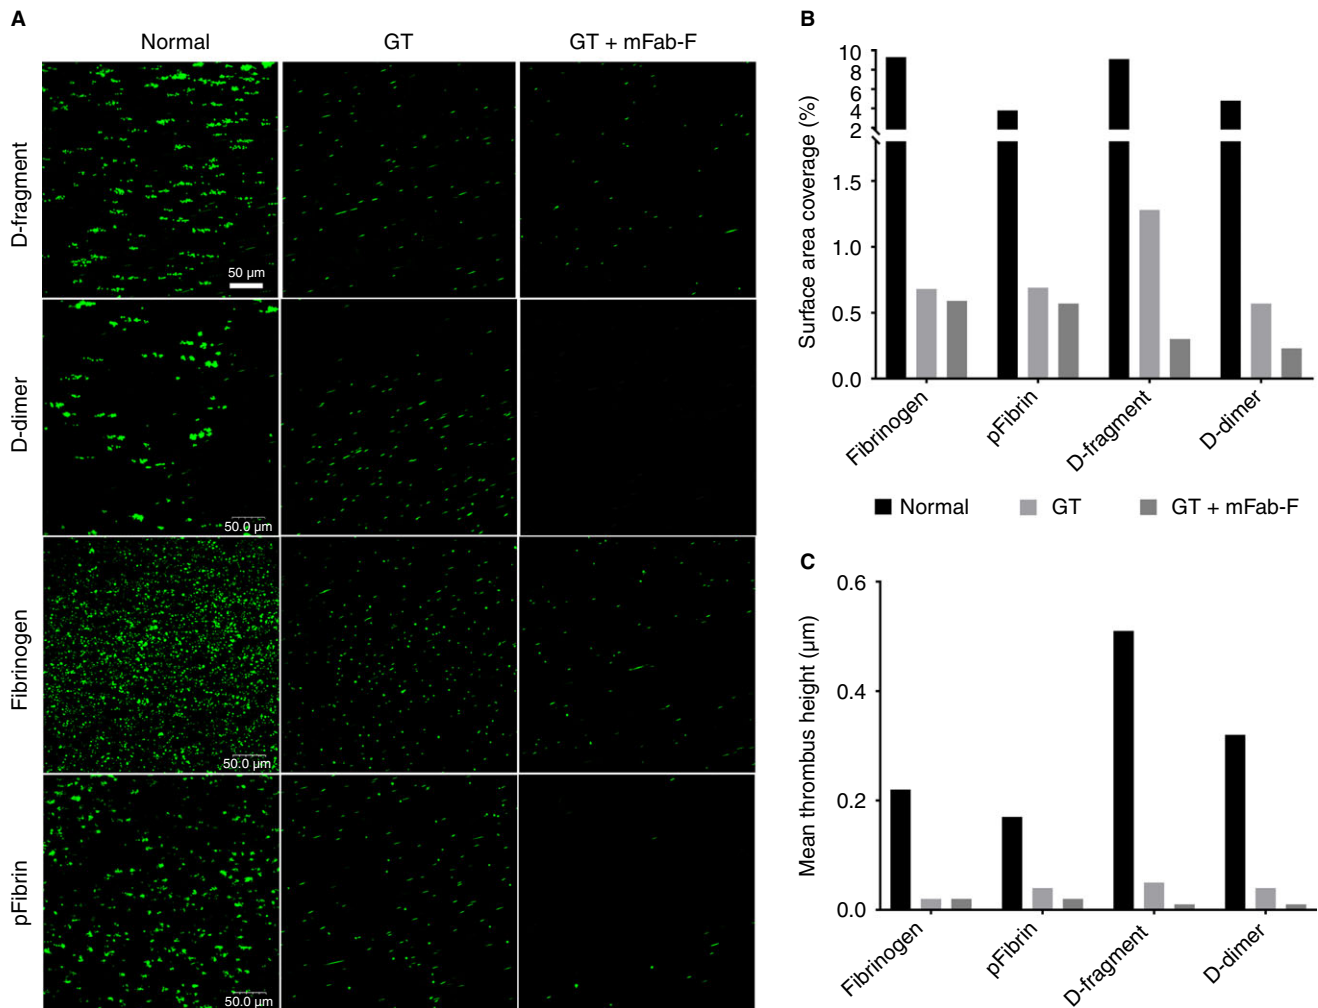 A
Normal
GT
GT + mFab-F
D-fragment
50 µm
D-dimer
50.0 µm
Fibrinogen
50.0 µm
pFibrin
50.0 µm
B
Surface area coverage (%)
10
8
6
4
2
1.5
1.0
0.5
0.0
Fibrinogen
pFibrin
D-fragment
D-dimer
Normal
GT
GT + mFab-F
C
Mean thrombus height (µm)
0.6
0.4
0.2
0.0
Fibrinogen
pFibrin
D-fragment
D-dimer